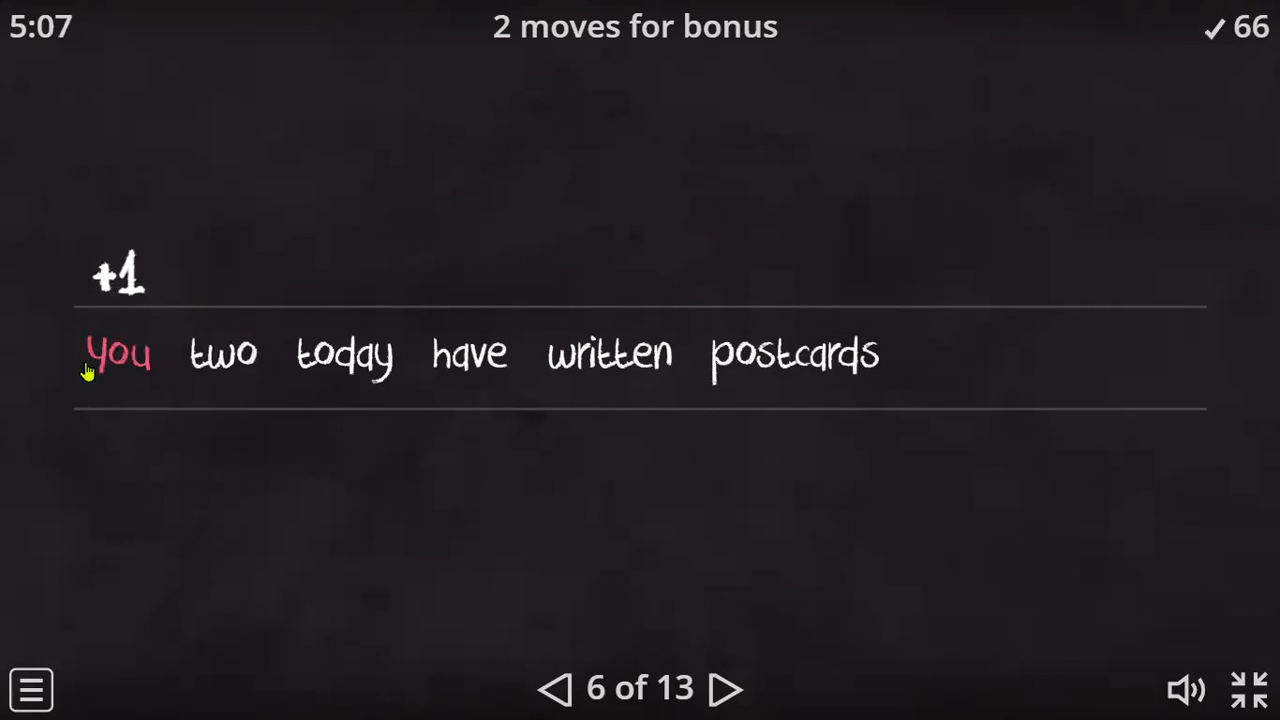 5:07 2 moves for bonus ✓ 66
+1
you two today have written postcards
6 of 13